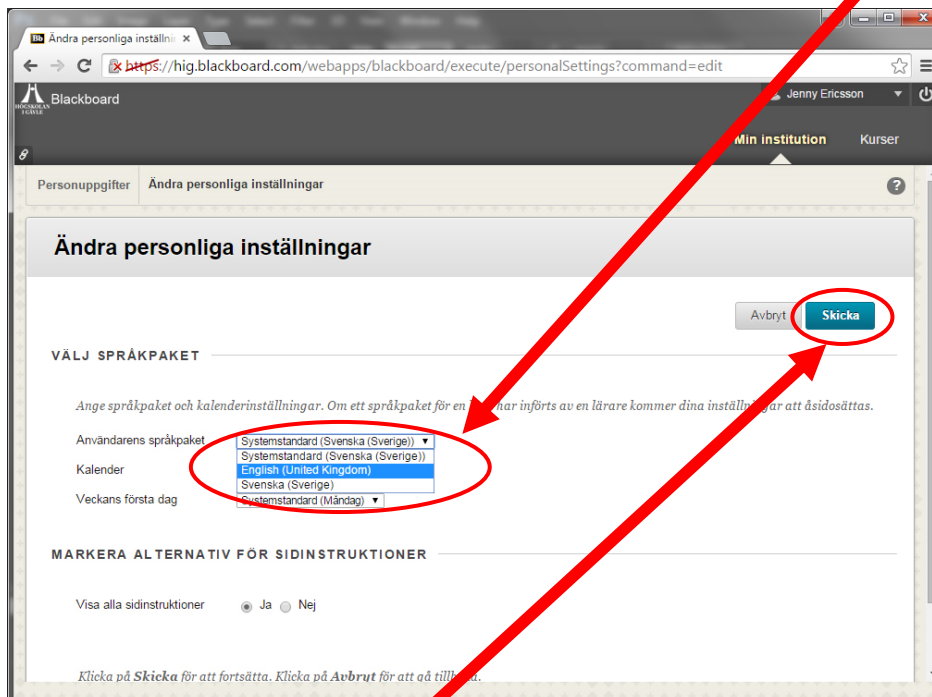 Ändra personliga inställni
https://hig.blackboard.com/webapps/blackboard/execute/personalSettings?command=edit
HÖGSKOLAN
I GÄVLE
Blackboard
Jenny Ericsson
Min institution Kurser
Personuppgifter Ändra personliga inställningar
Ändra personliga inställningar
Avbryt Skicka
VÄLJ SPRÅKPAKET
Ange språkpaket och kalenderinställningar. Om ett språkpaket för en har införts av en lärare kommer dina inställningar att åsidosättas.
Användarens språkpaket Systemstandard (Svenska (Sverige))
Systemstandard (Svenska (Sverige))
Kalender English (United Kingdom)
Svenska (Sverige)
Veckans första dag Systemstandard (Måndag)
MARKERA ALTERNATIV FÖR SIDINSTRUKTIONER
Visa alla sidinstruktioner Ja Nej
Klicka på Skicka för att fortsätta. Klicka på Avbryt för att gå tillbaka.